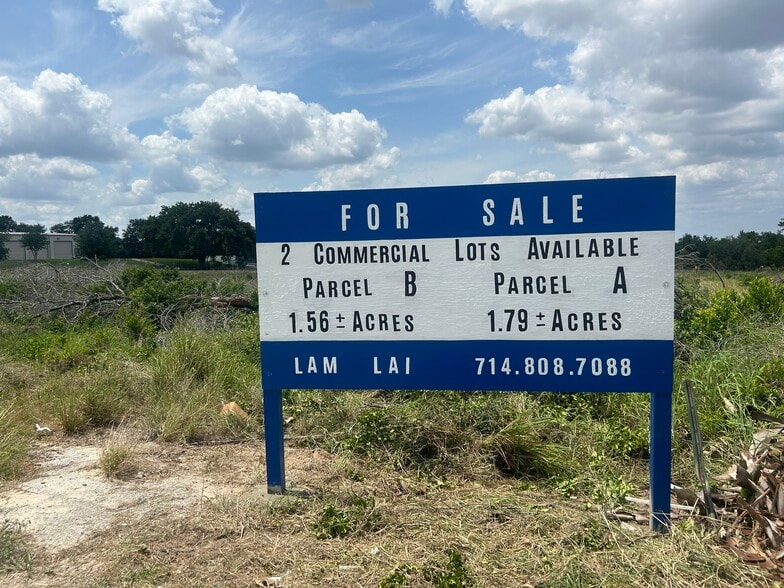 FOR SALE
2 COMMERCIAL LOTS AVAILABLE
PARCEL B PARCEL A
1.56 ± ACRES 1.79 ± ACRES
LAM LAI 714.808.7088